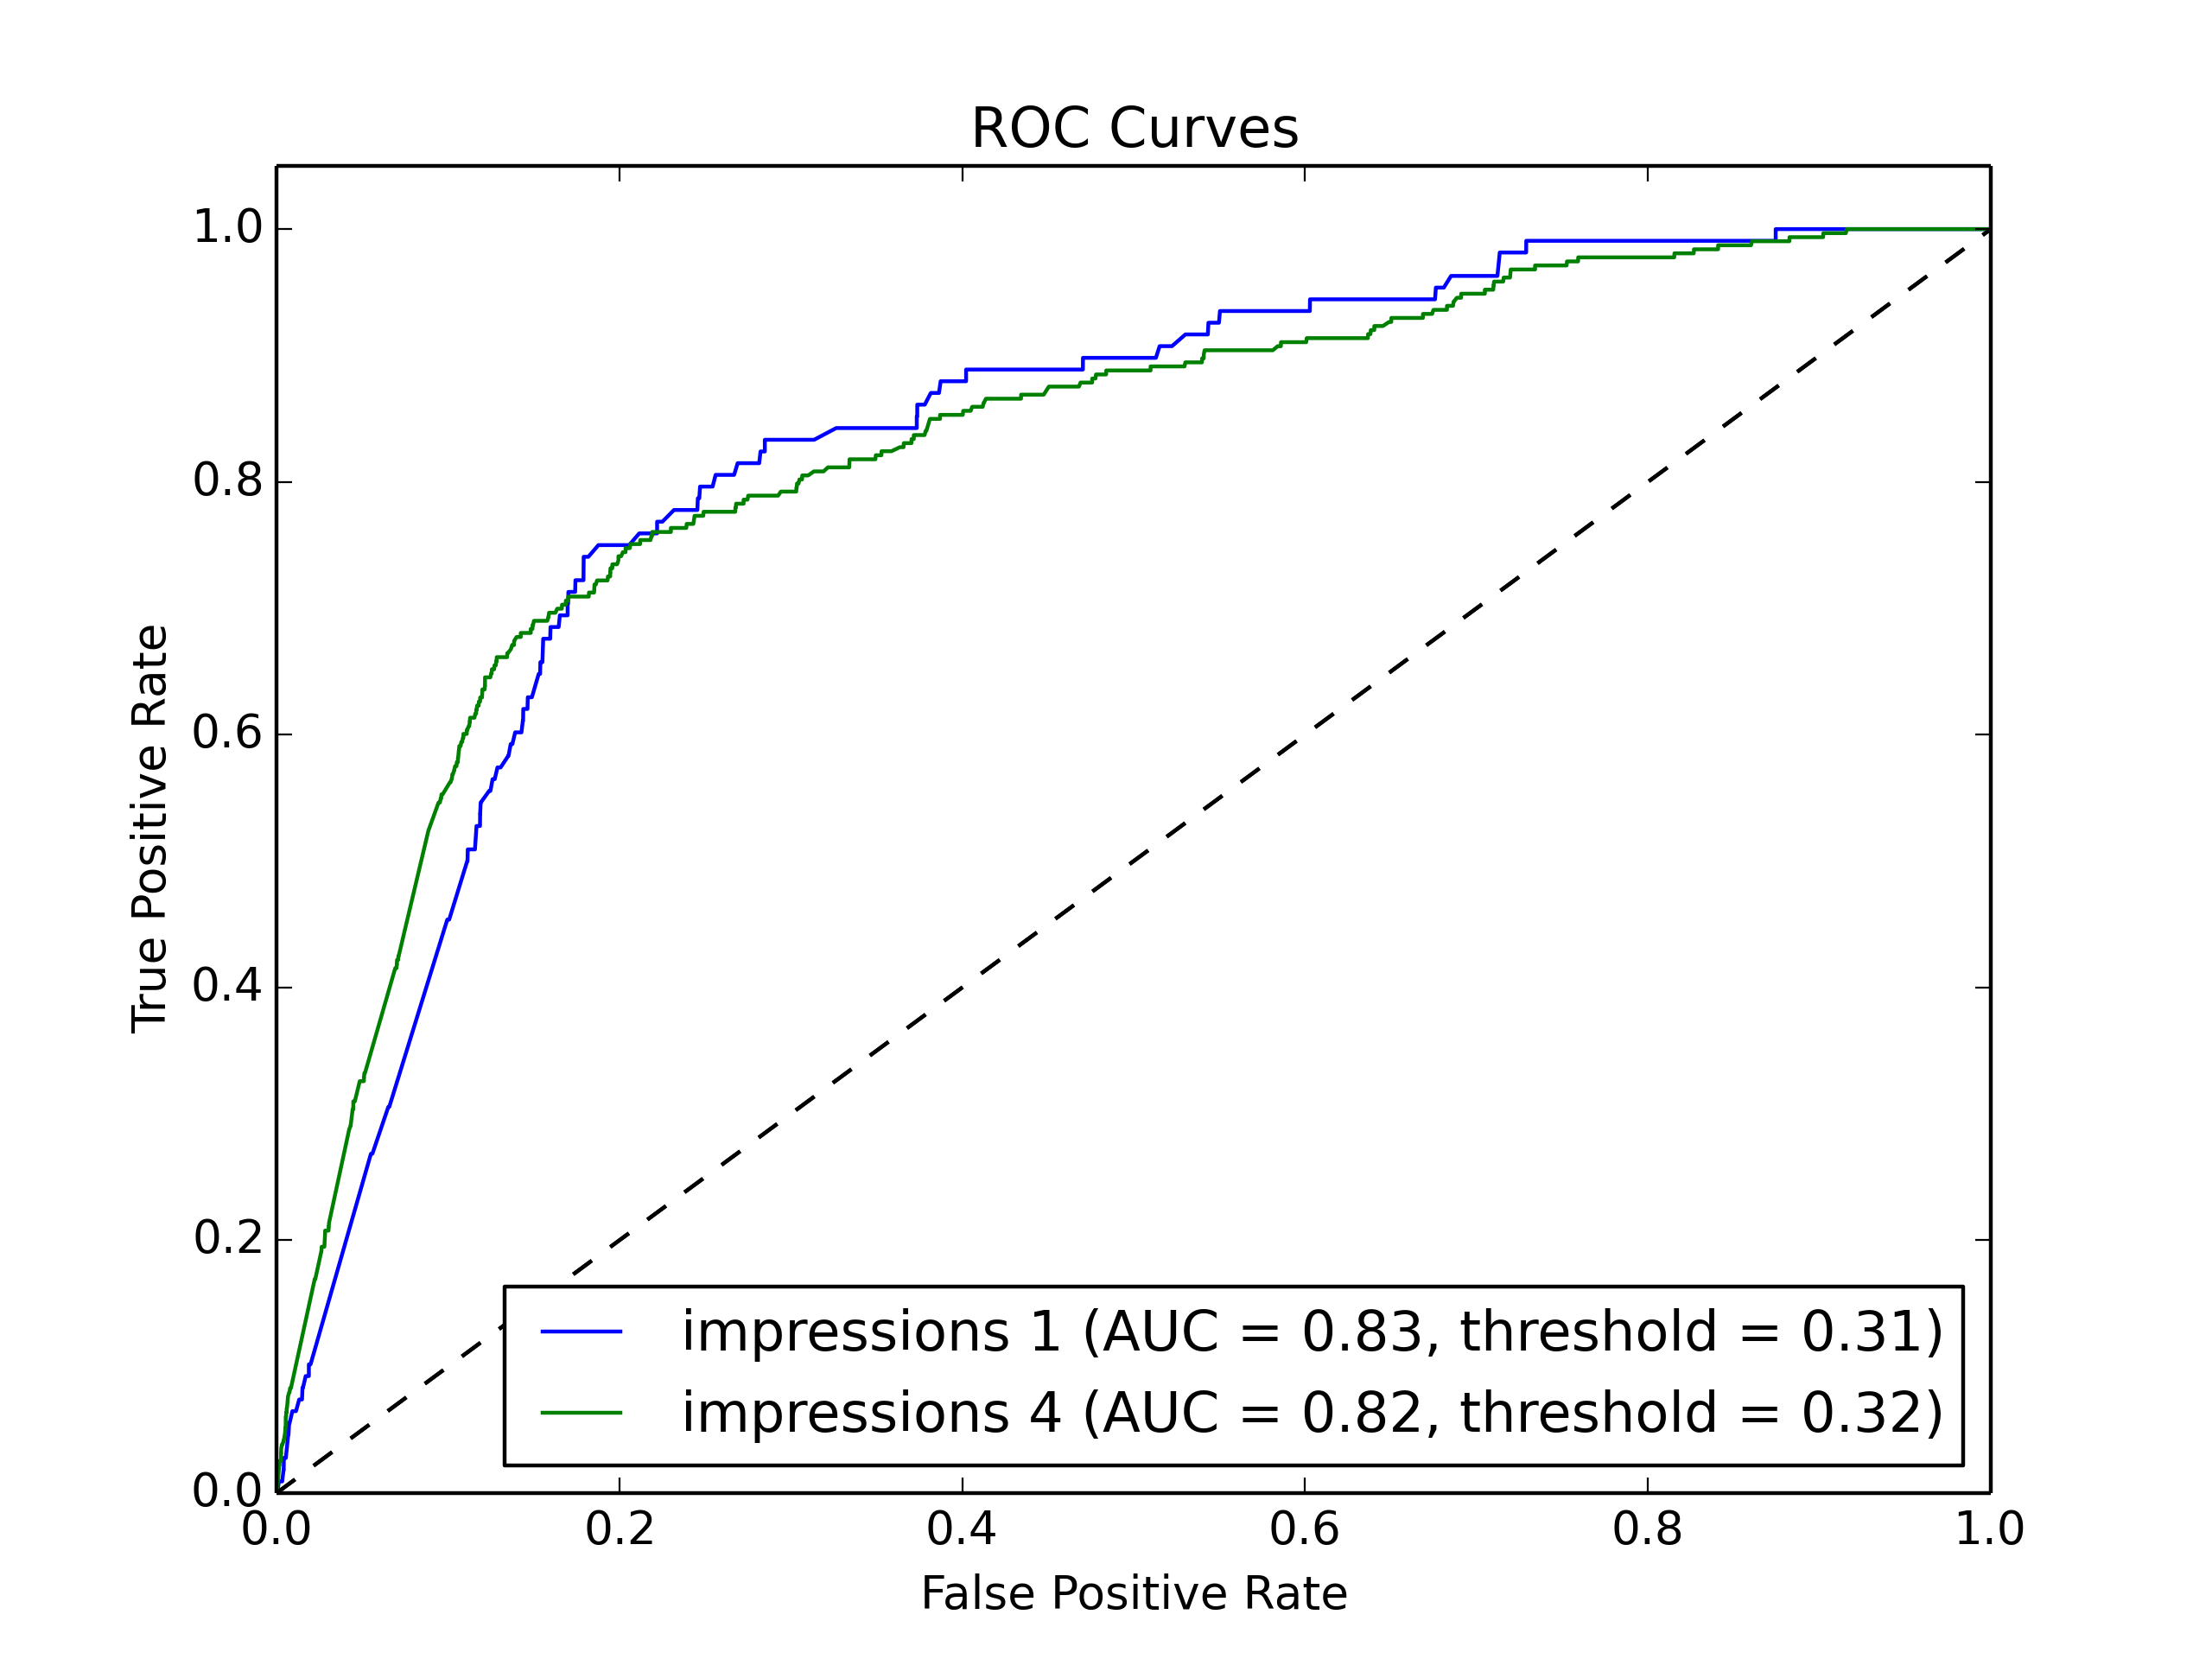 ROC Curves
1.0
0.8
0.6
0.4
0.2
0.0
True Positive Rate
impressions 1 (AUC = 0.83, threshold = 0.31)
impressions 4 (AUC = 0.82, threshold = 0.32)
0.0 0.2 0.4 0.6 0.8 1.0
False Positive Rate